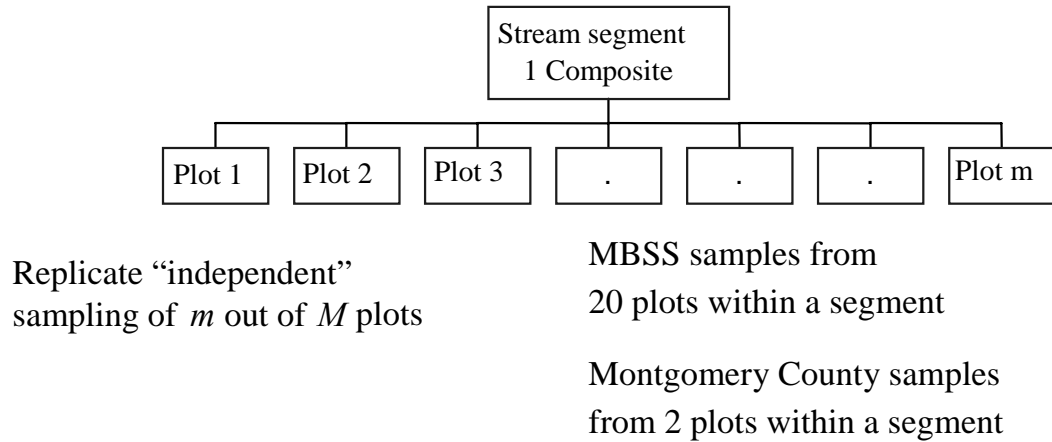 Stream segment
1 Composite
Plot 1
Plot 2
Plot 3
.
.
.
Plot m
Replicate “independent”
sampling of m out of M plots
MBSS samples from
20 plots within a segment
Montgomery County samples
from 2 plots within a segment